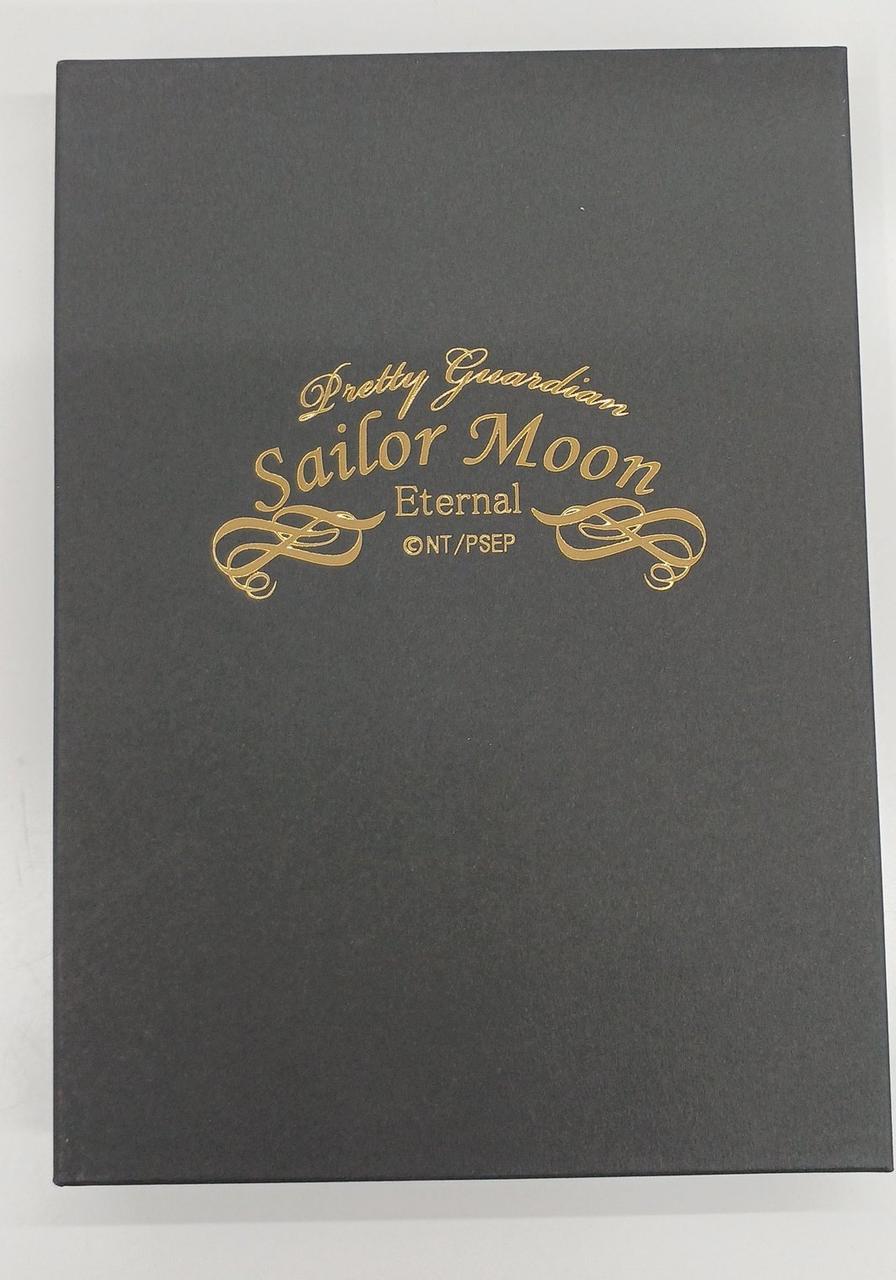 Pretty Guardian
Sailor Moon
Eternal
©NT/PSEP